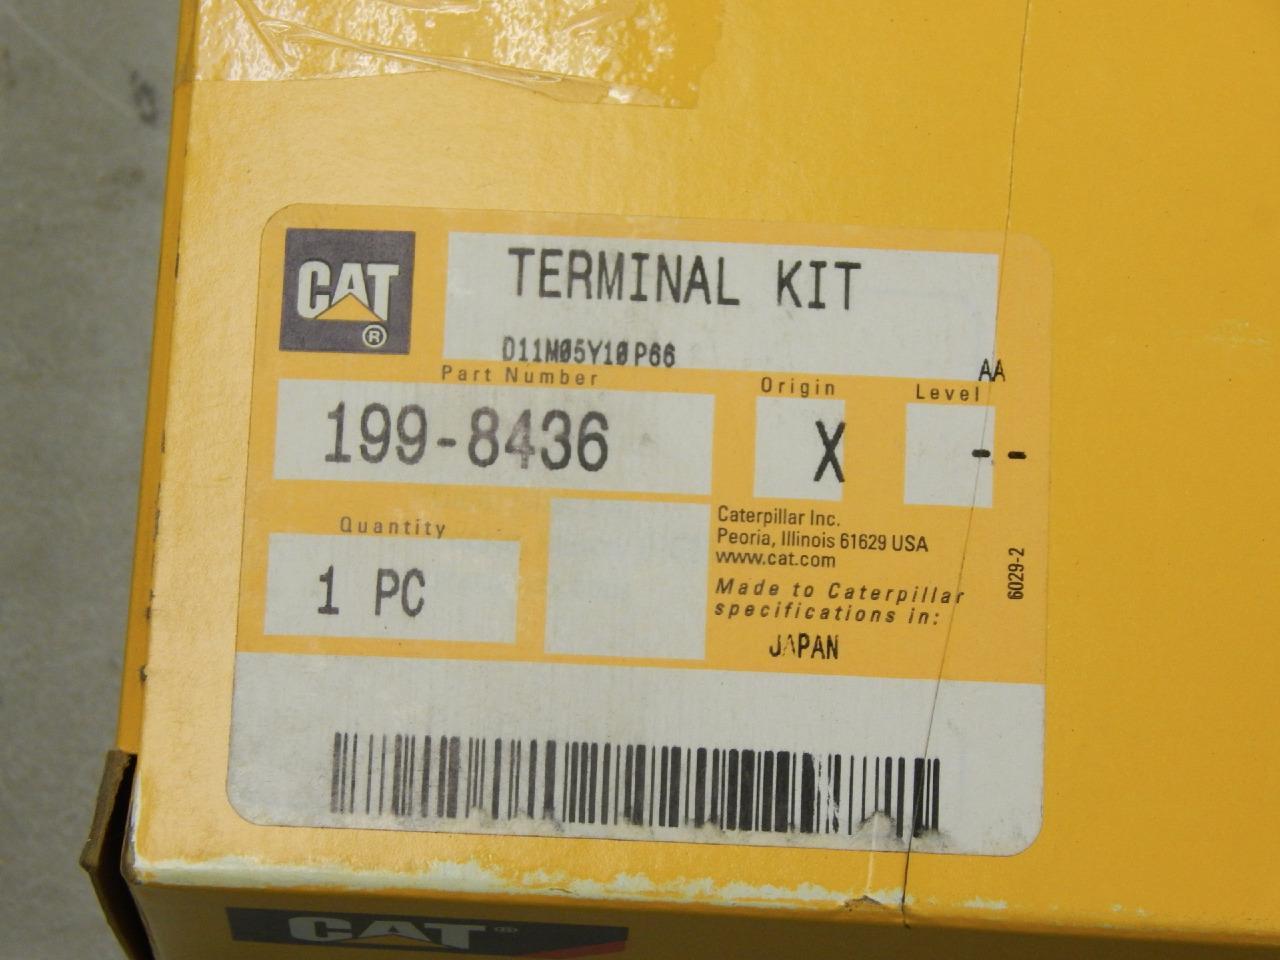 CAT
®
TERMINAL KIT
D11M05Y10P66
AA
Part Number
Origin
Level
199-8436
X
--
Quantity
1 PC
Caterpillar Inc.
Peoria, Illinois 61629 USA
www.cat.com
Made to Caterpillar
specifications in:
JAPAN
6029-2
CAT®